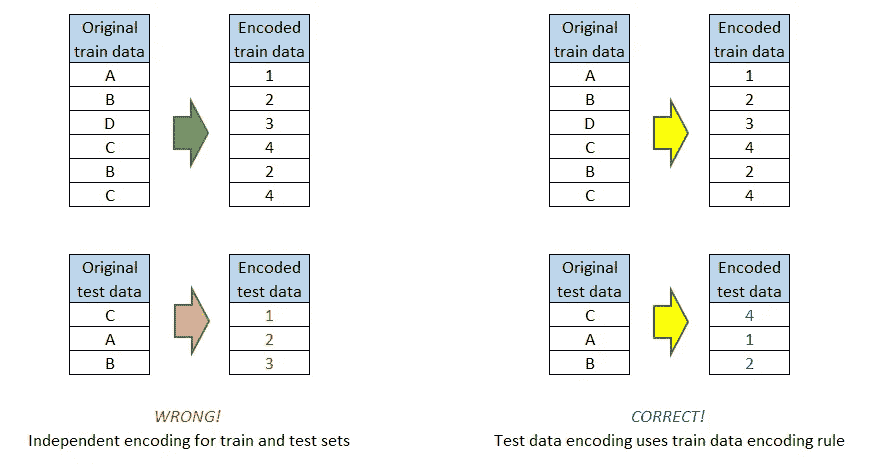 Original
train data
A
B
D
C
B
C
Encoded
train data
1
2
3
4
2
4
Original
test data
C
A
B
Encoded
test data
1
2
3
WRONG!
Independent encoding for train and test sets
Original
train data
A
B
D
C
B
C
Encoded
train data
1
2
3
4
2
4
Original
test data
C
A
B
Encoded
test data
4
1
2
CORRECT!
Test data encoding uses train data encoding rule